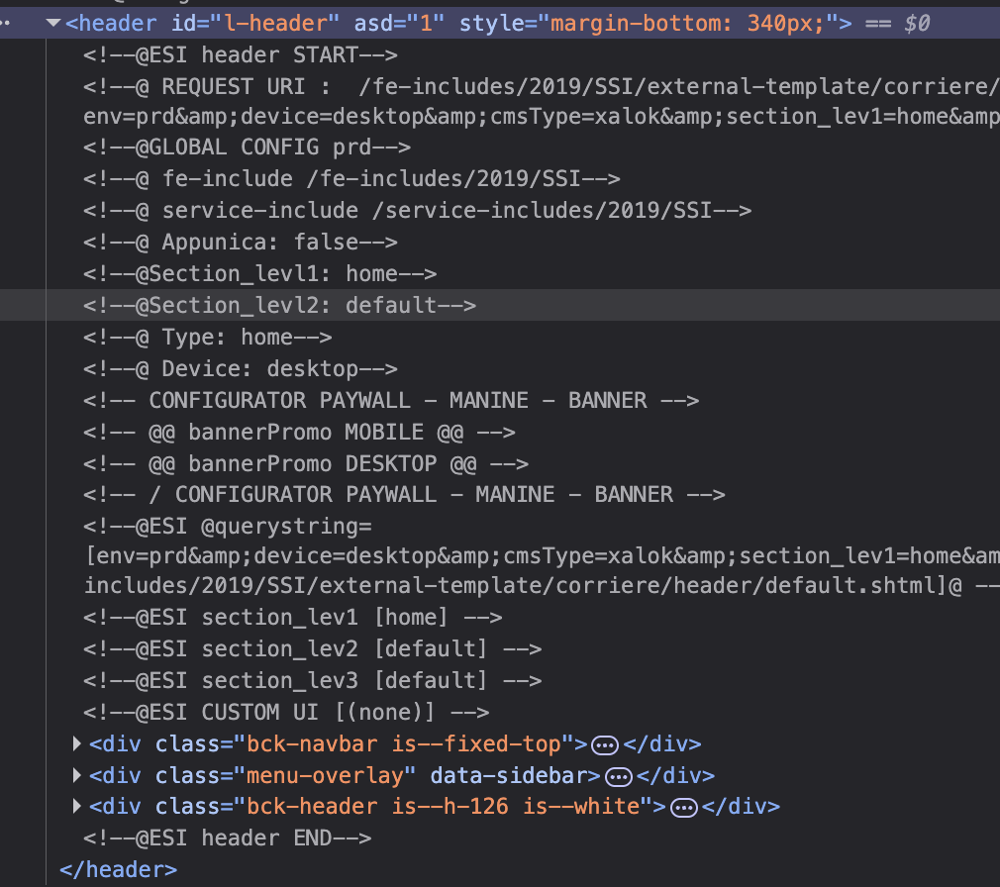 <header id="l-header" asd="1" style="margin-bottom: 340px;"> == $0
<!--@ESI header START-->
<!--@ REQUEST URI :  /fe-includes/2019/SSI/external-template/corriere/
env=prd&amp;device=desktop&amp;cmsType=xalok&amp;section_lev1=home&amp
<!--@GLOBAL CONFIG prd-->
<!--@ fe-include /fe-includes/2019/SSI-->
<!--@ service-include /service-includes/2019/SSI-->
<!--@ Appunica: false-->
<!--@Section_levl1: home-->
<!--@Section_levl2: default-->
<!--@ Type: home-->
<!--@ Device: desktop-->
<!-- CONFIGURATOR PAYWALL - MANINE - BANNER -->
<!-- @@ bannerPromo MOBILE @@ -->
<!-- @@ bannerPromo DESKTOP @@ -->
<!-- / CONFIGURATOR PAYWALL - MANINE - BANNER -->
<!--@ESI @querystring=
[env=prd&amp;device=desktop&amp;cmsType=xalok&amp;section_lev1=home&am
includes/2019/SSI/external-template/corriere/header/default.shtml]@ --
<!--@ESI section_lev1 [home] -->
<!--@ESI section_lev2 [default] -->
<!--@ESI section_lev3 [default] -->
<!--@ESI CUSTOM UI [(none)] -->
<div class="bck-navbar is--fixed-top">…</div>
<div class="menu-overlay" data-sidebar>…</div>
<div class="bck-header is--h-126 is--white">…</div>
<!--@ESI header END-->
</header>